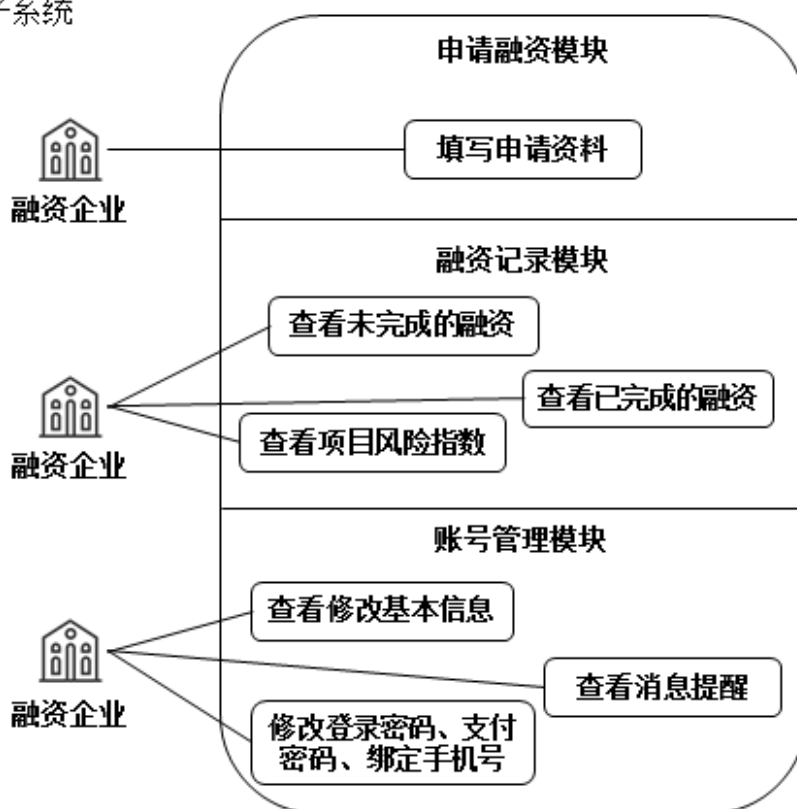 子系统
申请融资模块
填写申请资料
融资企业
融资记录模块
查看未完成的融资
查看已完成的融资
查看项目风险指数
融资企业
账号管理模块
查看修改基本信息
查看消息提醒
融资企业
修改登录密码、支付
密码、绑定手机号